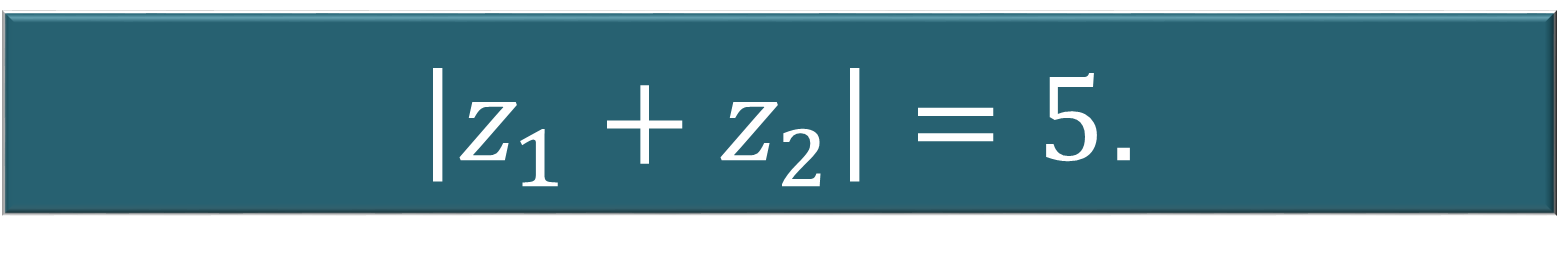 |z₁ + z₂| = 5.